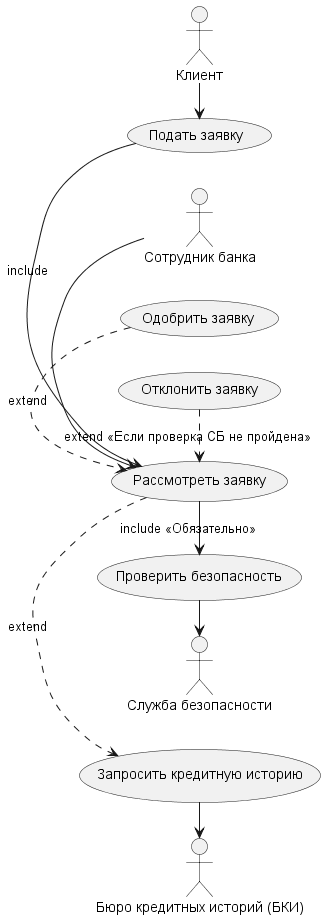 Клиент
Подать заявку
Сотрудник банка
include
Одобрить заявку
Отклонить заявку
extend
extend «Если проверка СБ не пройдена»
Рассмотреть заявку
include «Обязательно»
Проверить безопасность
extend
Служба безопасности
Запросить кредитную историю
Бюро кредитных историй (БКИ)